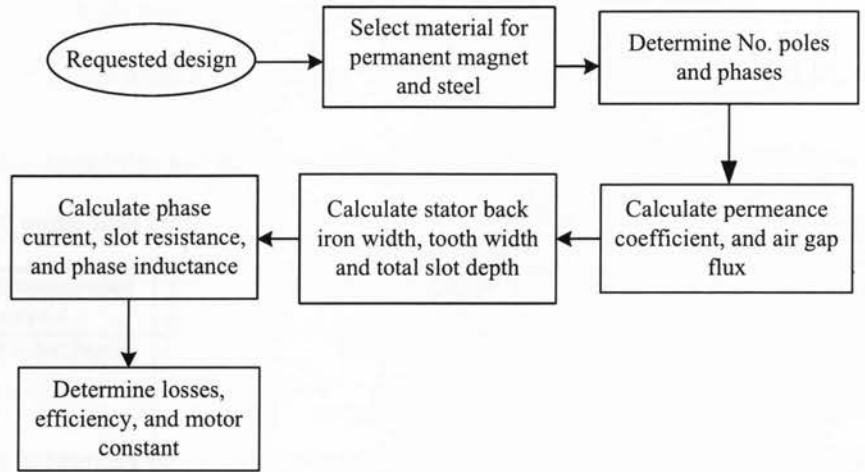 Requested design
Select material for
permanent magnet
and steel
Determine No. poles
and phases
Calculate permeance
coefficient, and air gap
flux
Calculate stator back
iron width, tooth width
and total slot depth
Calculate phase
current, slot resistance,
and phase inductance
Determine losses,
efficiency, and motor
constant